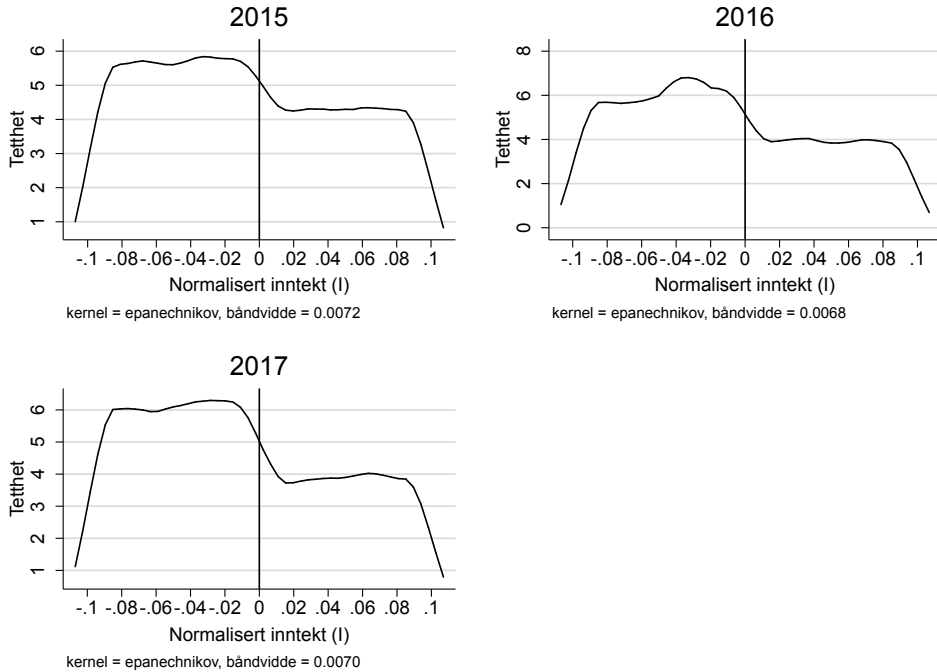 2015
6
5
4
3
2
1
Tetthet
-.1 -.08 -.06 -.04 -.02 0 .02 .04 .06 .08 .1
Normalisert inntekt (I)
kernel = epanechnikov, båndvidde = 0.0072
2016
8
6
4
2
0
Tetthet
-.1 -.08 -.06 -.04 -.02 0 .02 .04 .06 .08 .1
Normalisert inntekt (I)
kernel = epanechnikov, båndvidde = 0.0068
2017
6
5
4
3
2
1
Tetthet
-.1 -.08 -.06 -.04 -.02 0 .02 .04 .06 .08 .1
Normalisert inntekt (I)
kernel = epanechnikov, båndvidde = 0.0070